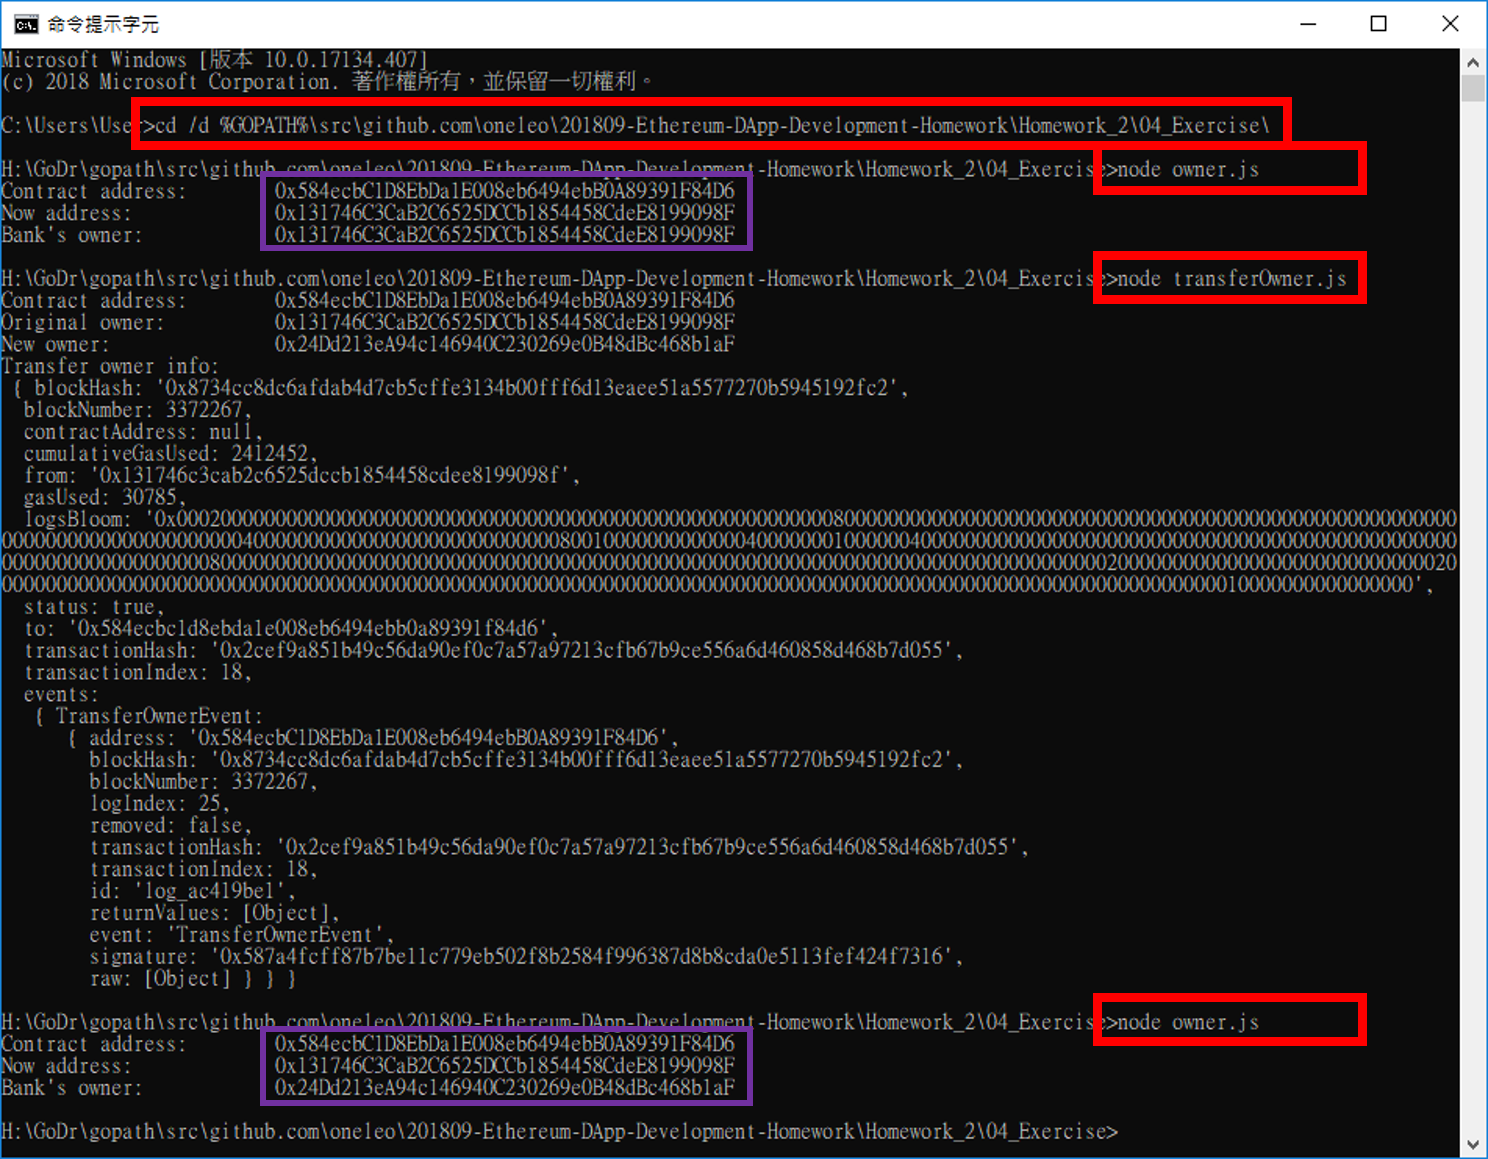 命令提示字元
Microsoft Windows [版本 10.0.17134.407]
(c) 2018 Microsoft Corporation. 著作權所有，並保留一切權利。
C:\Users\User>cd /d %GOPATH%\src\github.com\oneleo\201809-Ethereum-DApp-Development-Homework\Homework_2\04_Exercise\
H:\GoDr\gopath\src\github.com\oneleo\201809-Ethereum-DApp-Development-Homework\Homework_2\04_Exercise>node owner.js
Contract address: 0x584ecbC1D8EbDa1E008eb6494ebB0A89391F84D6
Now address: 0x131746C3CaB2C6525DCCb1854458CdeE8199098F
Bank's owner: 0x131746C3CaB2C6525DCCb1854458CdeE8199098F
H:\GoDr\gopath\src\github.com\oneleo\201809-Ethereum-DApp-Development-Homework\Homework_2\04_Exercise>node transferOwner.js
Contract address: 0x584ecbC1D8EbDa1E008eb6494ebB0A89391F84D6
Original owner: 0x131746C3CaB2C6525DCCb1854458CdeE8199098F
New owner: 0x24Dd213eA94c146940C230269e0B48dBc468b1aF
Transfer owner info:
{ blockHash: '0x8734cc8dc6afdab4d7cb5cffe3134b00fff6d13eaee51a5577270b5945192fc2',
blockNumber: 3372267,
contractAddress: null,
cumulativeGasUsed: 2412452,
from: '0x131746c3cab2c6525dccb1854458cdee8199098f',
gasUsed: 30785,
logsBloom: '0x00020000000000000000000000000000000000000000000000000000000080000000000000000000000000000000000000000000000000000000
0000000000000000000000400000000000000000000000000008001000000000000040000000100000040000000000000000000000000000000000000000000000000
0000000000000000000800000000000000000000000000000000000000000000000000000000000000000000000000000000020000000000000000000000000000020
000000000000000000000000000000000000000000000000000000000000000000000000000000000000000000000000000000000000000010000000000000000',
status: true,
to: '0x584ecbc1d8ebda1e008eb6494ebb0a89391f84d6',
transactionHash: '0x2cef9a851b49c56da90ef0c7a57a97213cfb67b9ce556a6d460858d468b7d055',
transactionIndex: 18,
events:
{ TransferOwnerEvent:
{ address: '0x584ecbC1D8EbDa1E008eb6494ebB0A89391F84D6',
blockHash: '0x8734cc8dc6afdab4d7cb5cffe3134b00fff6d13eaee51a5577270b5945192fc2',
blockNumber: 3372267,
logIndex: 25,
removed: false,
transactionHash: '0x2cef9a851b49c56da90ef0c7a57a97213cfb67b9ce556a6d460858d468b7d055',
transactionIndex: 18,
id: 'log_ac419be1',
returnValues: [Object],
event: 'TransferOwnerEvent',
signature: '0x587a4fcff87b7be11c779eb502f8b2584f996387d8b8cda0e5113fef424f7316',
raw: [Object] } } }
H:\GoDr\gopath\src\github.com\oneleo\201809-Ethereum-DApp-Development-Homework\Homework_2\04_Exercise>node owner.js
Contract address: 0x584ecbC1D8EbDa1E008eb6494ebB0A89391F84D6
Now address: 0x131746C3CaB2C6525DCCb1854458CdeE8199098F
Bank's owner: 0x24Dd213eA94c146940C230269e0B48dBc468b1aF
H:\GoDr\gopath\src\github.com\oneleo\201809-Ethereum-DApp-Development-Homework\Homework_2\04_Exercise>